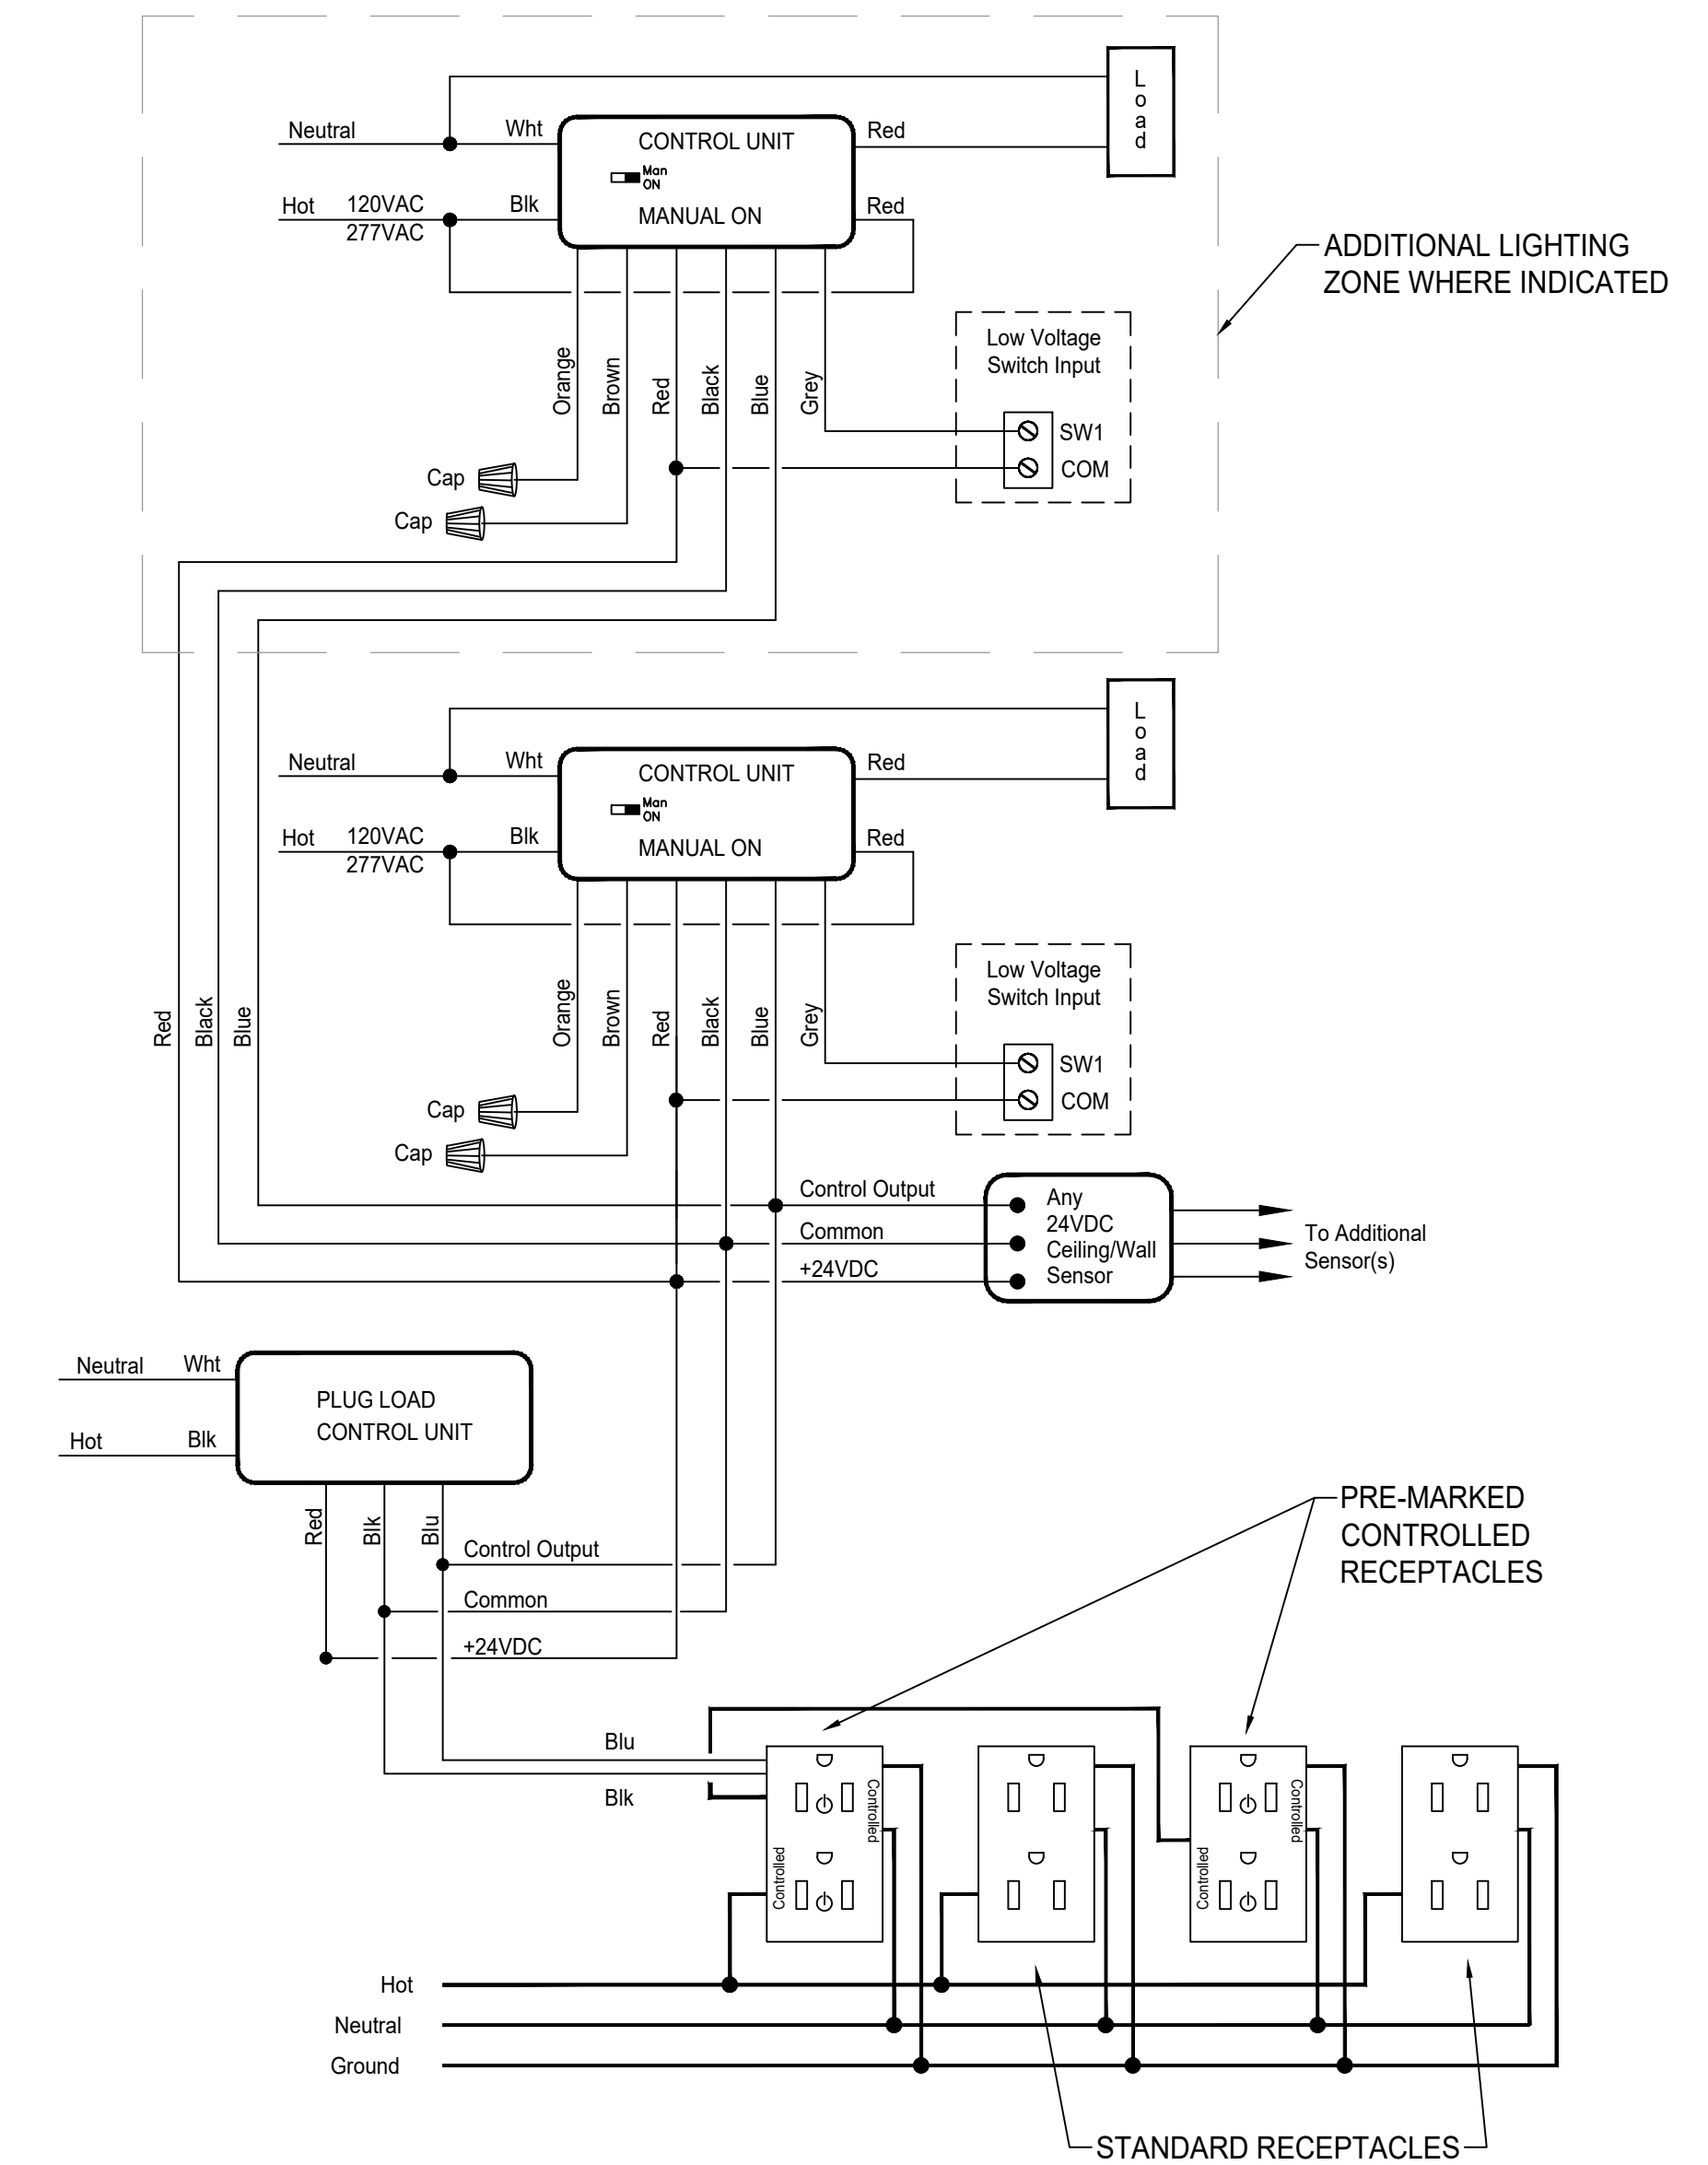 Load
Neutral
Wht
CONTROL UNIT
Man
ON
MANUAL ON
Red
Hot
120VAC
277VAC
Blk
Red
ADDITIONAL LIGHTING
ZONE WHERE INDICATED
Low Voltage
Switch Input
Orange
Brown
Red
Black
Blue
Grey
SW1
COM
Cap
Cap
Load
Neutral
Wht
CONTROL UNIT
Man
ON
MANUAL ON
Red
Hot
120VAC
277VAC
Blk
Red
Low Voltage
Switch Input
Red
Black
Blue
Orange
Brown
Red
Black
Blue
Grey
SW1
COM
Cap
Cap
Control Output
Common
+24VDC
Any
24VDC
Ceiling/Wall
Sensor
To Additional
Sensor(s)
Neutral
Wht
PLUG LOAD
CONTROL UNIT
Hot
Blk
Red
Blk
Blu
Control Output
Common
+24VDC
PRE-MARKED
CONTROLLED
RECEPTACLES
Blu
Blk
Controlled
Controlled
Controlled
Controlled
Hot
Neutral
Ground
STANDARD RECEPTACLES